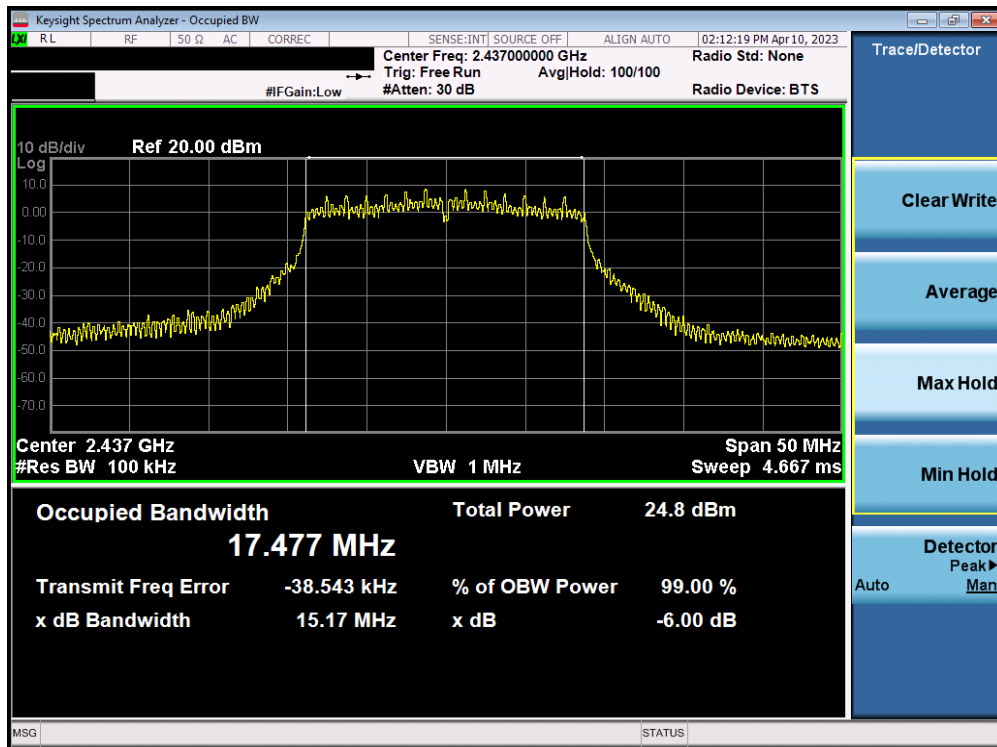 Keysight Spectrum Analyzer - Occupied BW
LXI RL RF 50 Ω AC CORREC SENSE:INT SOURCE OFF ALIGN AUTO 02:12:19 PM Apr 10, 2023
Center Freq: 2.437000000 GHz Radio Std: None
Trig: Free Run Avg|Hold: 100/100
#IFGain:Low #Atten: 30 dB Radio Device: BTS
Trace/Detector
10 dB/div Ref 20.00 dBm
Log
10.0
0.00
-10.0
-20.0
-30.0
-40.0
-50.0
-60.0
-70.0
Center 2.437 GHz Span 50 MHz
#Res BW 100 kHz VBW 1 MHz Sweep 4.667 ms
Occupied Bandwidth Total Power 24.8 dBm
17.477 MHz
Transmit Freq Error -38.543 kHz % of OBW Power 99.00 %
x dB Bandwidth 15.17 MHz x dB -6.00 dB
Clear Write
Average
Max Hold
Min Hold
Detector
Peak▶
Auto Man
MSG STATUS